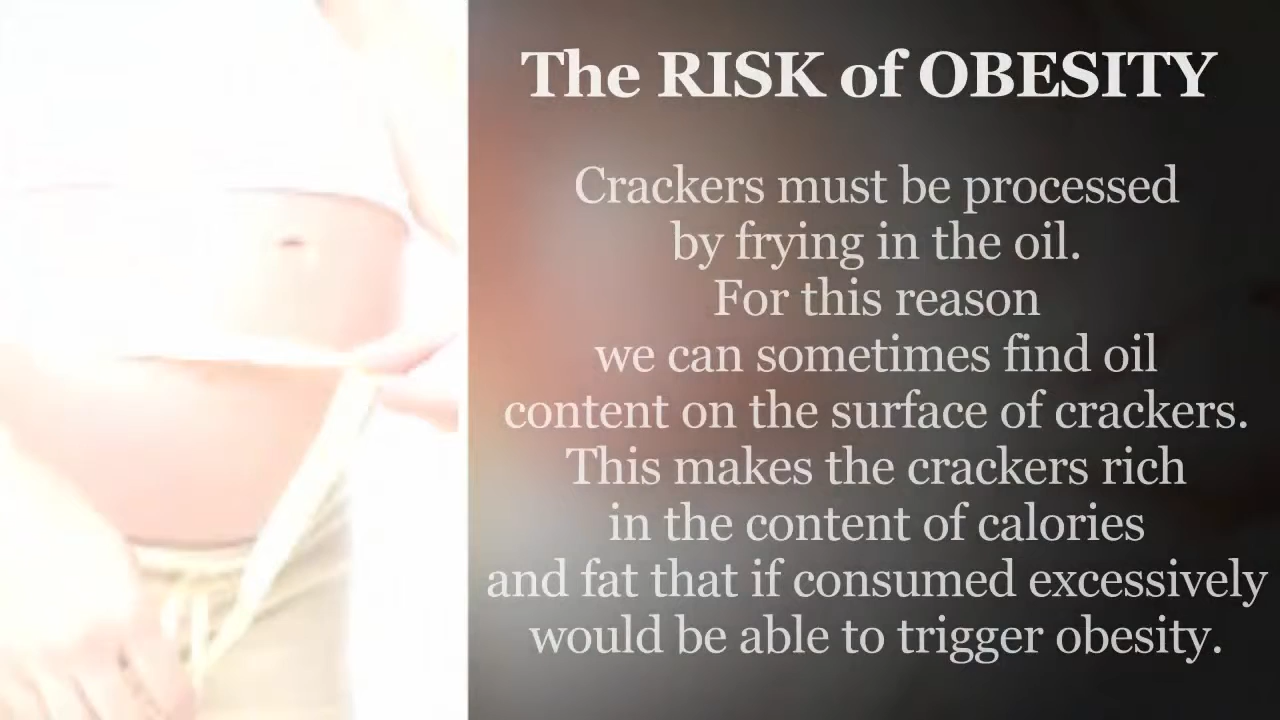 The RISK of OBESITY
Crackers must be processed
by frying in the oil.
For this reason
we can sometimes find oil
content on the surface of crackers.
This makes the crackers rich
in the content of calories
and fat that if consumed excessively
would be able to trigger obesity.